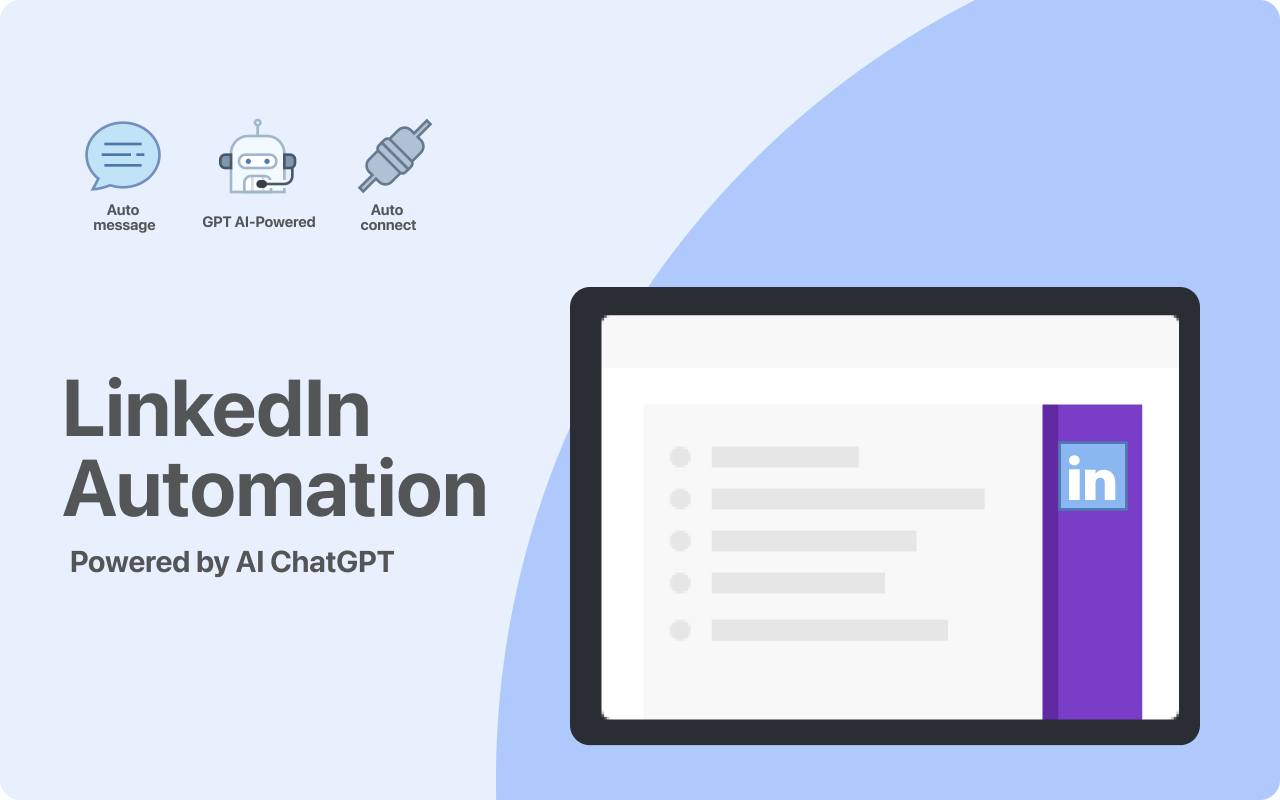 Auto
message
GPT AI-Powered
Auto
connect
LinkedIn
Automation
Powered by AI ChatGPT
in